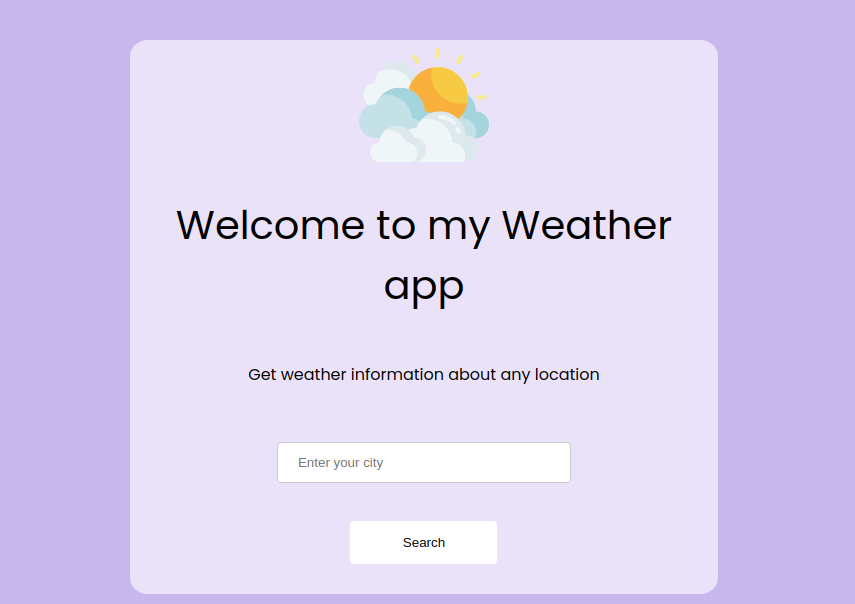 Welcome to my Weather
app
Get weather information about any location
Enter your city
Search